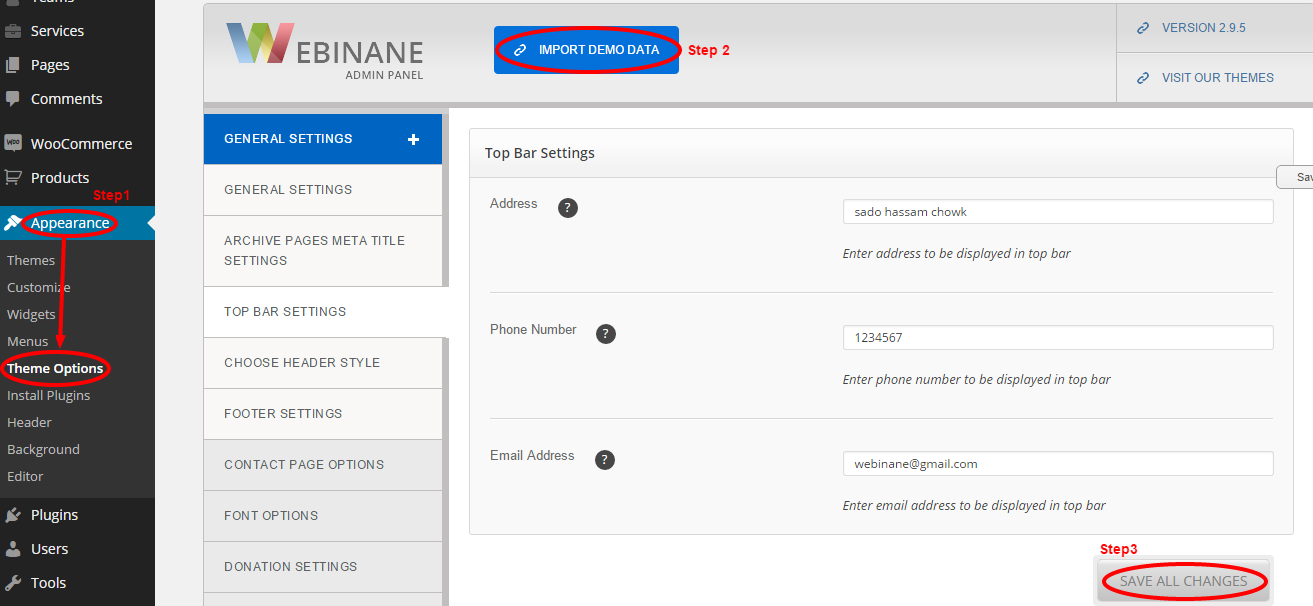 Services
Pages
Comments
WooCommerce
Products
Step1
Appearance
Themes
Customize
Widgets
Menus
Theme Options
Install Plugins
Header
Background
Editor
Plugins
Users
Tools
WEBINANE
ADMIN PANEL
IMPORT DEMO DATA
Step 2
VERSION 2.9.5
VISIT OUR THEMES
GENERAL SETTINGS +
GENERAL SETTINGS
ARCHIVE PAGES META TITLE
SETTINGS
TOP BAR SETTINGS
CHOOSE HEADER STYLE
FOOTER SETTINGS
CONTACT PAGE OPTIONS
FONT OPTIONS
DONATION SETTINGS
Top Bar Settings
Address ?
sado hassam chowk
Enter address to be displayed in top bar
Phone Number ?
1234567
Enter phone number to be displayed in top bar
Email Address ?
webinane@gmail.com
Enter email address to be displayed in top bar
Step3
SAVE ALL CHANGES